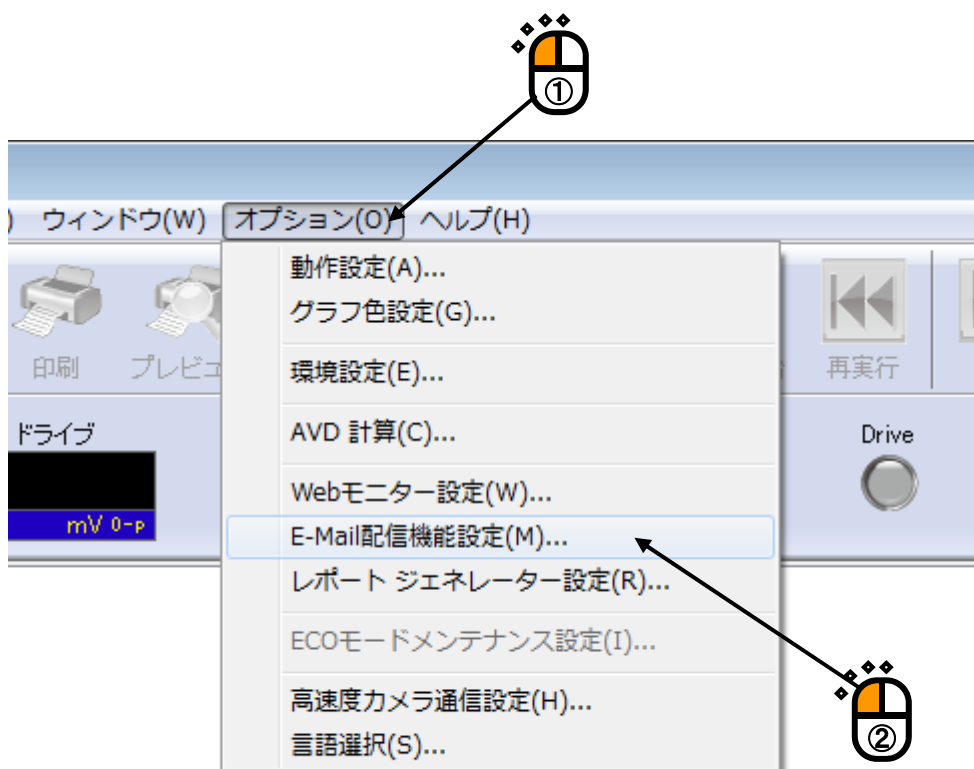 ①
) ウィンドウ(W) オプション(O) ヘルプ(H)
動作設定(A)...
グラフ色設定(G)...
印刷 プレビュ 再実行
環境設定(E)...
AVD 計算(C)...
ドライブ Drive
Webモニター設定(W)...
mV 0-p
E-Mail配信機能設定(M)...
レポート ジェネレーター設定(R)...
ECOモードメンテナンス設定(I)...
高速度カメラ通信設定(H)...
②
言語選択(S)...